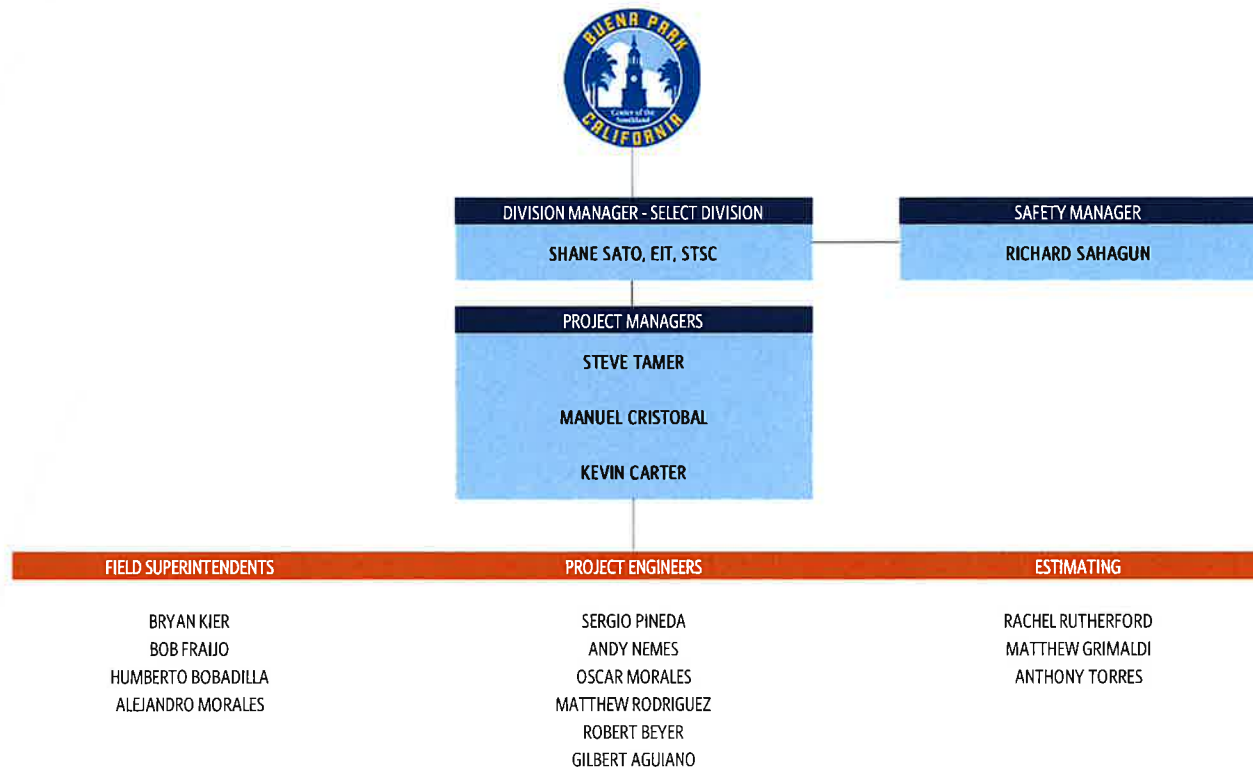 BUENA PARK
Center of the
Southland
CALIFORNIA
DIVISION MANAGER - SELECT DIVISION
SHANE SATO, EIT, STSC
SAFETY MANAGER
RICHARD SAHAGUN
PROJECT MANAGERS
STEVE TAMER
MANUEL CRISTOBAL
KEVIN CARTER
FIELD SUPERINTENDENTS
BRYAN KIER
BOB FRAIJO
HUMBERTO BOBADILLA
ALEJANDRO MORALES
PROJECT ENGINEERS
SERGIO PINEDA
ANDY NEMES
OSCAR MORALES
MATTHEW RODRIGUEZ
ROBERT BEYER
GILBERT AGUIANO
ESTIMATING
RACHEL RUTHERFORD
MATTHEW GRIMALDI
ANTHONY TORRES